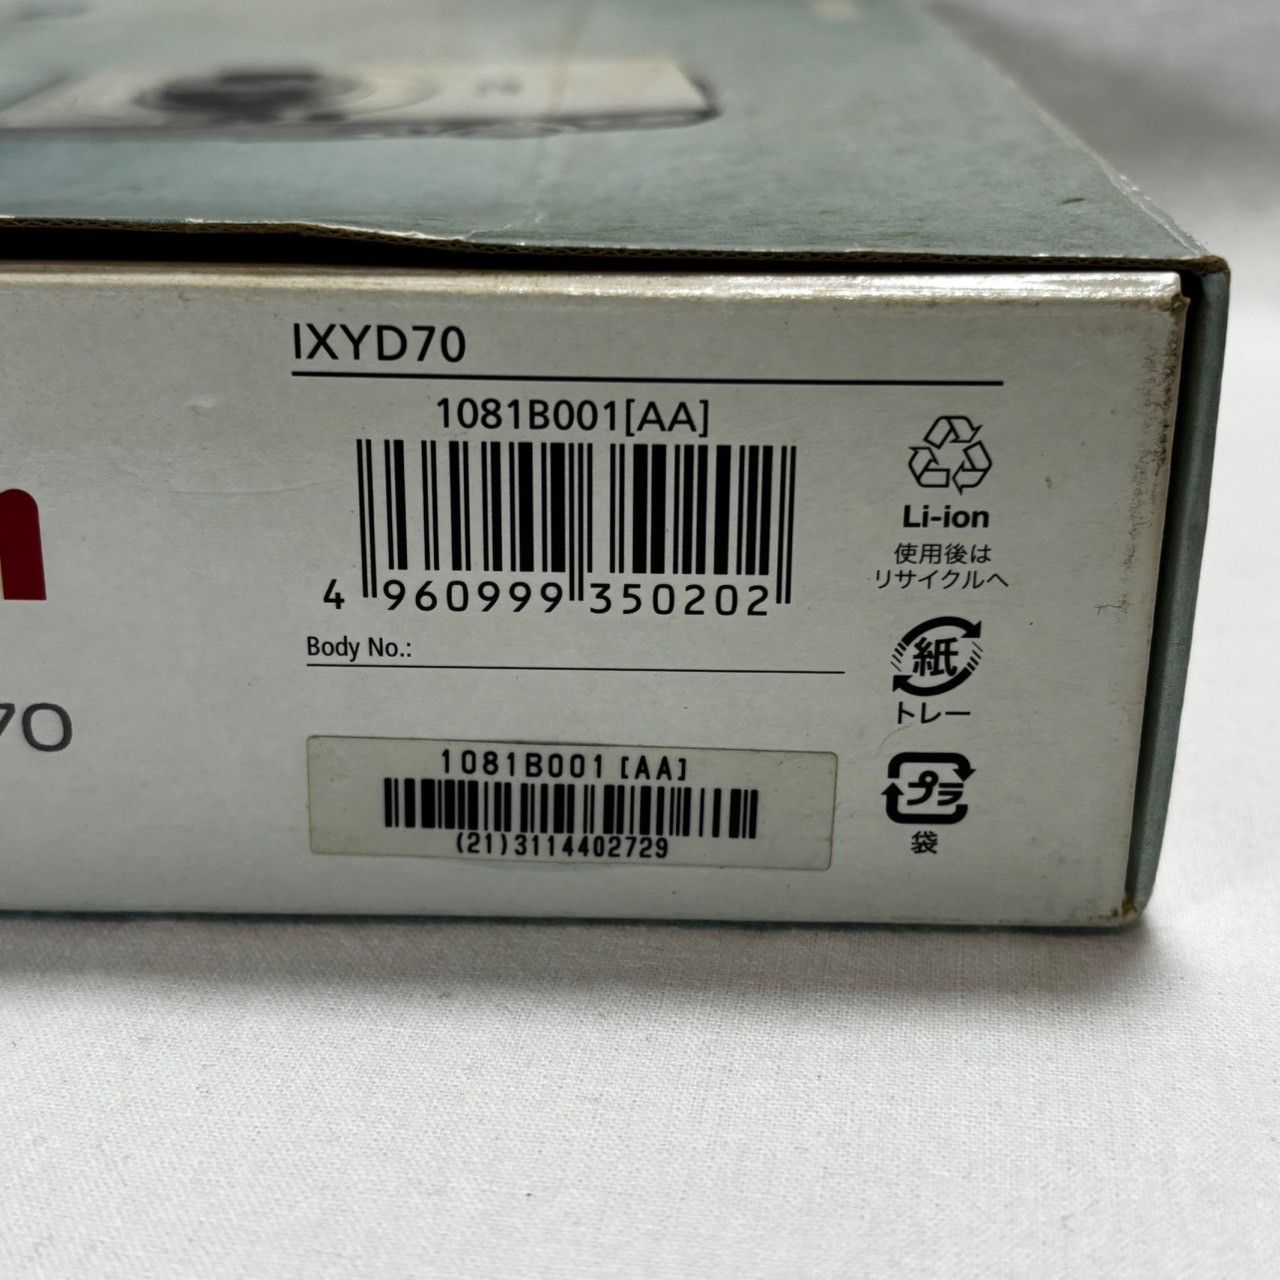 IXYD70
1081B001[AA]
4 960999 350202
Body No.:
1081B001 [AA]
(21)3114402729
Li-ion
使用後は
リサイクルへ
紙
トレー
プラ
袋
n
70